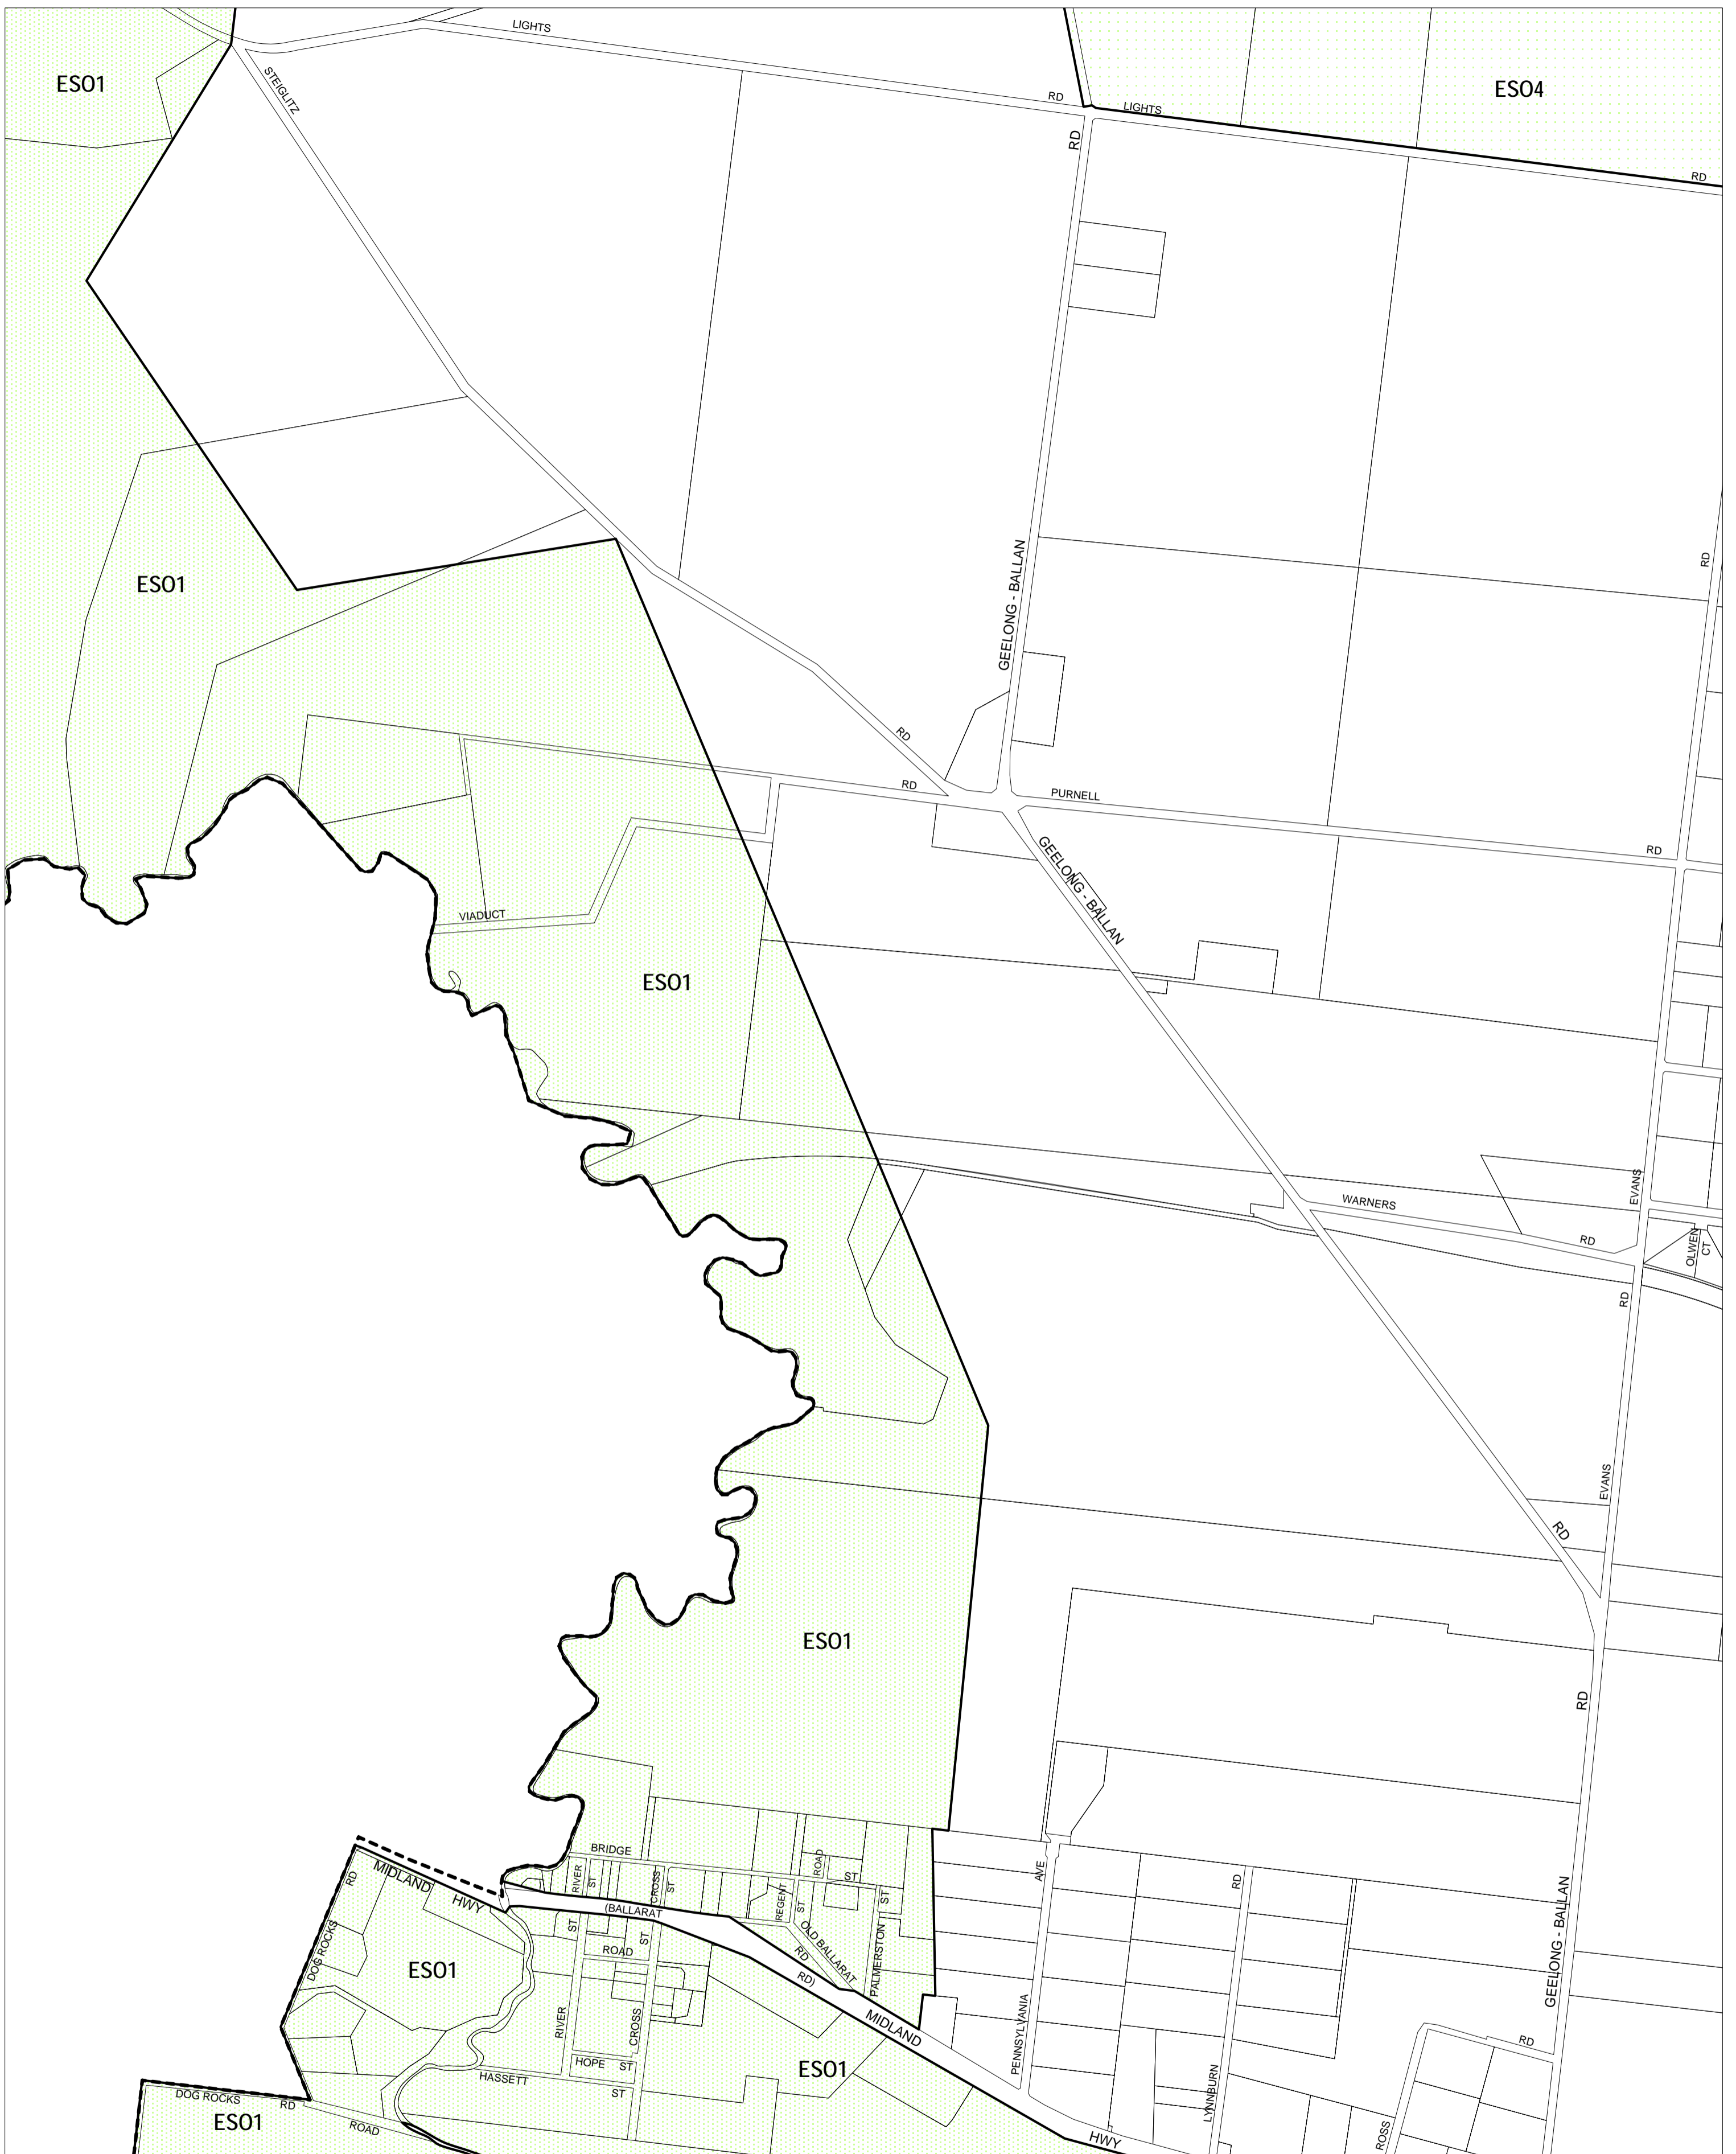 LIGHTS
ESO1
STEIGLITZ
ESO4
RD
LIGHTS
RD
RD
GEELONG - BALLAN
RD
ESO1
RD
RD
PURNELL
RD
GEELONG - BALLAN
VIADUCT
ESO1
WARNERS
RD
EVANS
OLWEN
CT
RD
EVANS
RD
ESO1
RD
BRIDGE
RIVER
ST
CROSS
ST
ROAD
ST
REGENT
ST
ST
AVE
RD
MIDLAND
HWY
RD
(BALLARAT
ST
ST
ROAD
OLD BALLARAT
RD
RD)
PALMERSTON
DOG ROCKS
ESO1
GEELONG - BALLAN
MIDLAND
RIVER
CROSS
PENNSYLVANIA
RD
HOPE
ST
HASSETT
ST
ESO1
LYNNBURN
DOG ROCKS
RD
ESO1
ROAD
HWY
ROSS